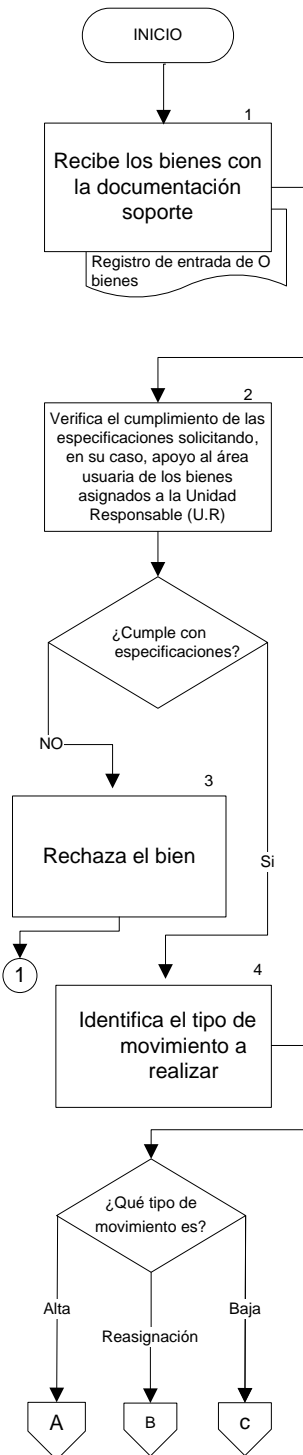 INICIO
1
Recibe los bienes con
la documentación
soporte
Registro de entrada de O
bienes
2
Verifica el cumplimiento de las
especificaciones solicitando,
en su caso, apoyo al área
usuaria de los bienes
asignados a la Unidad
Responsable (U.R)
¿Cumple con
especificaciones?
NO
3
Rechaza el bien
Si
1
4
Identifica el tipo de
movimiento a
realizar
¿Qué tipo de
movimiento es?
Alta
Reasignación
Baja
A
B
c